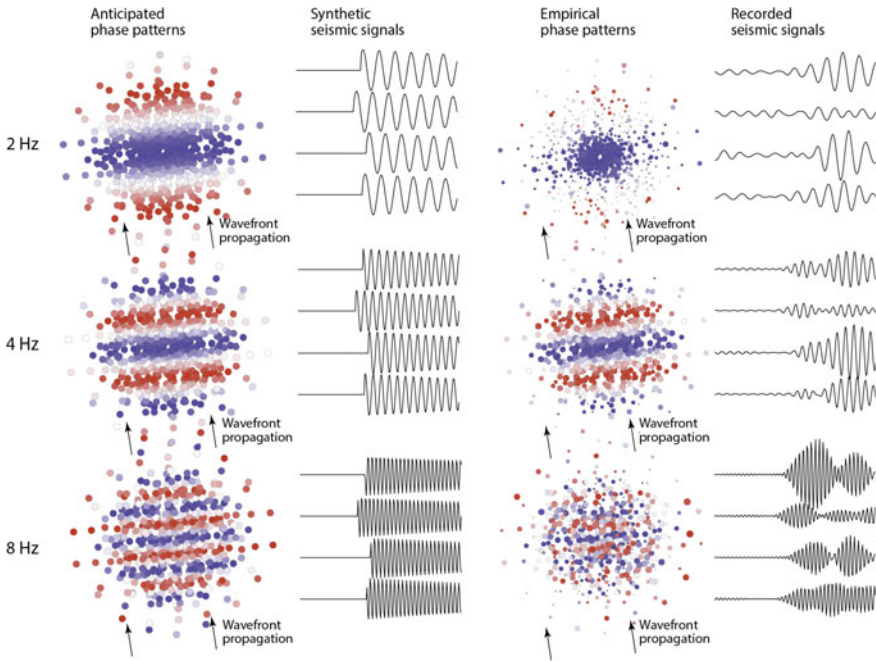 Anticipated
phase patterns
Synthetic
seismic signals
Empirical
phase patterns
Recorded
seismic signals
2 Hz
Wavefront
propagation
Wavefront
propagation
4 Hz
Wavefront
propagation
Wavefront
propagation
8 Hz
Wavefront
propagation
Wavefront
propagation